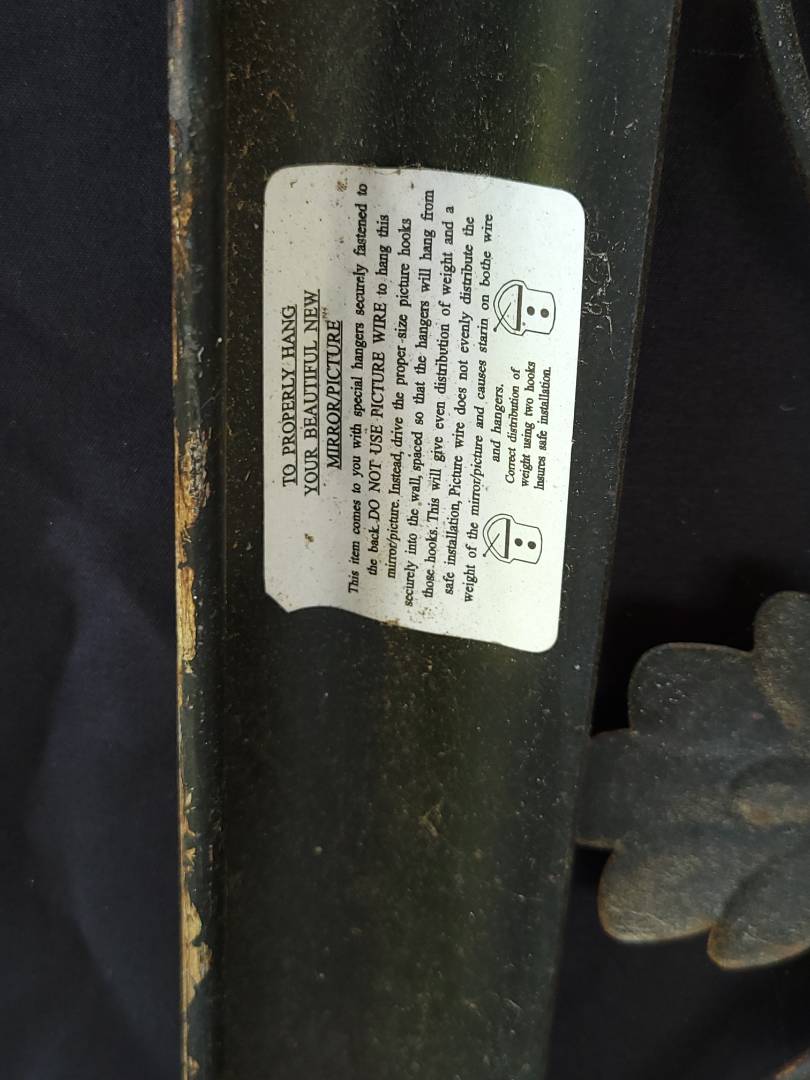 TO PROPERLY HANG
YOUR BEAUTIFUL NEW
MIRROR/PICTURE
This item comes to you with special hangers securely fastened to
the back.DO NOT USE PICTURE WIRE to hang this
mirror/picture. Instead, drive the proper-size picture hooks
securely into the wall, spaced so that the hangers will hang from
those hooks. This will give even distribution of weight and a
safe installation, Picture wire does not evenly distribute the
weight of the mirror/picture and causes starin on bothe wire
and hangers.
Correct distribution of
weight using two hooks
Insures safe installation.